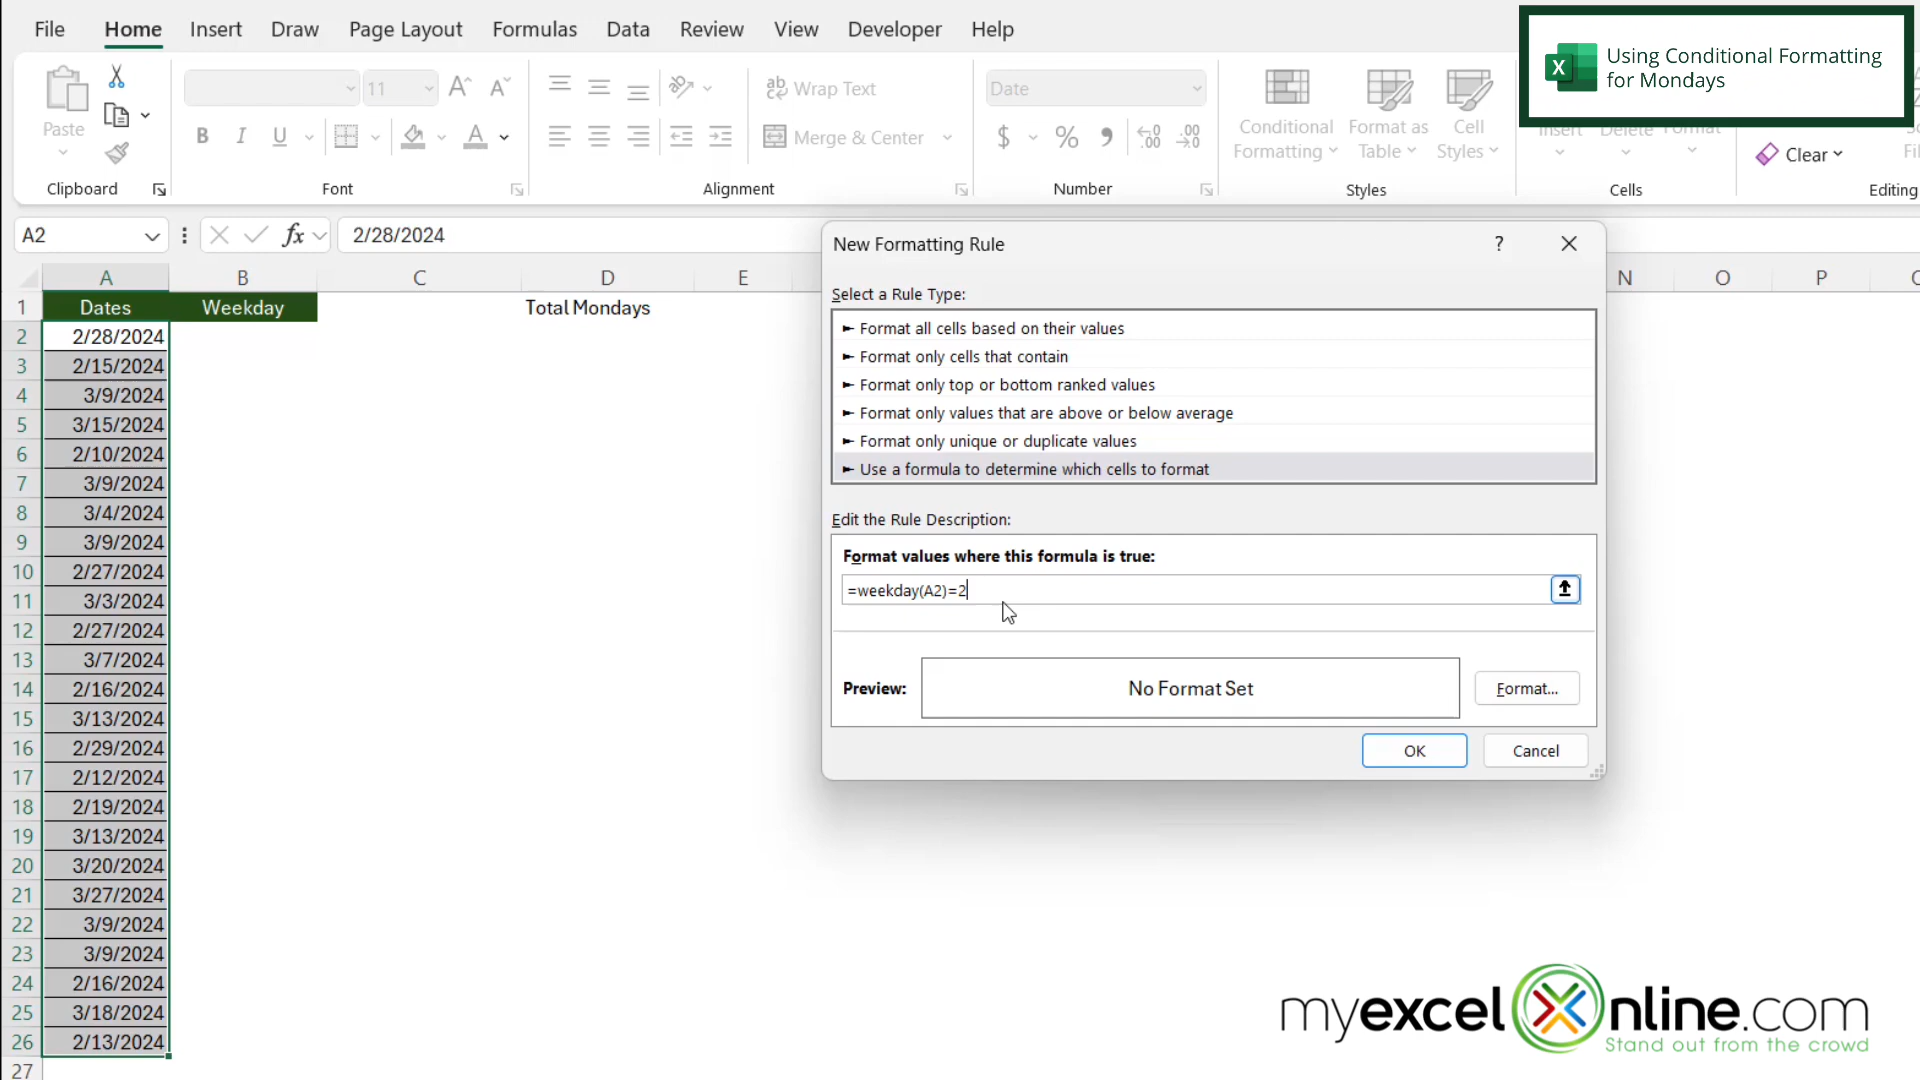 File Home Insert Draw Page Layout Formulas Data Review View Developer Help
Using Conditional Formatting
for Mondays
Paste
11
Wrap Text
Merge & Center
Date
Conditional
Formatting
Format as
Table
Cell
Styles
Insert Delete Format
Clear
Clipboard Font Alignment Number Styles Cells Editing
A2 fx 2/28/2024
A B C D E N O P
1 Dates Weekday Total Mondays
2 2/28/2024
3 2/15/2024
4 3/9/2024
5 3/15/2024
6 2/10/2024
7 3/9/2024
8 3/4/2024
9 3/9/2024
10 2/27/2024
11 3/3/2024
12 2/27/2024
13 3/7/2024
14 2/16/2024
15 3/13/2024
16 2/29/2024
17 2/12/2024
18 2/19/2024
19 3/13/2024
20 3/20/2024
21 3/27/2024
22 3/9/2024
23 3/9/2024
24 2/16/2024
25 3/18/2024
26 2/13/2024
27
New Formatting Rule ?
Select a Rule Type:
► Format all cells based on their values
► Format only cells that contain
► Format only top or bottom ranked values
► Format only values that are above or below average
► Format only unique or duplicate values
► Use a formula to determine which cells to format
Edit the Rule Description:
Format values where this formula is true:
=weekday(A2)=2
Preview: No Format Set Format...
OK Cancel
myexcelOnline.com
Stand out from the crowd